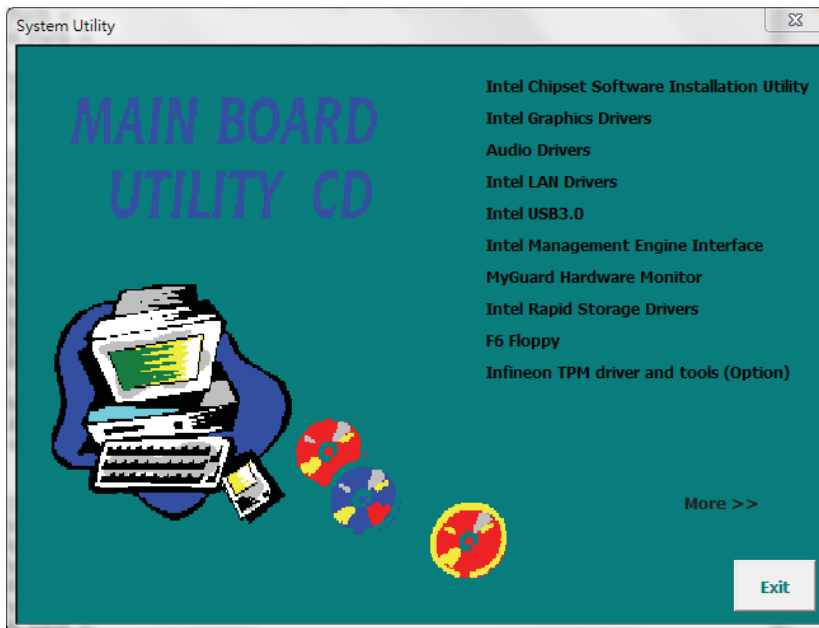 System Utility
MAIN BOARD
UTILITY CD
Intel Chipset Software Installation Utility
Intel Graphics Drivers
Audio Drivers
Intel LAN Drivers
Intel USB3.0
Intel Management Engine Interface
MyGuard Hardware Monitor
Intel Rapid Storage Drivers
F6 Floppy
Infineon TPM driver and tools (Option)
More >>
Exit